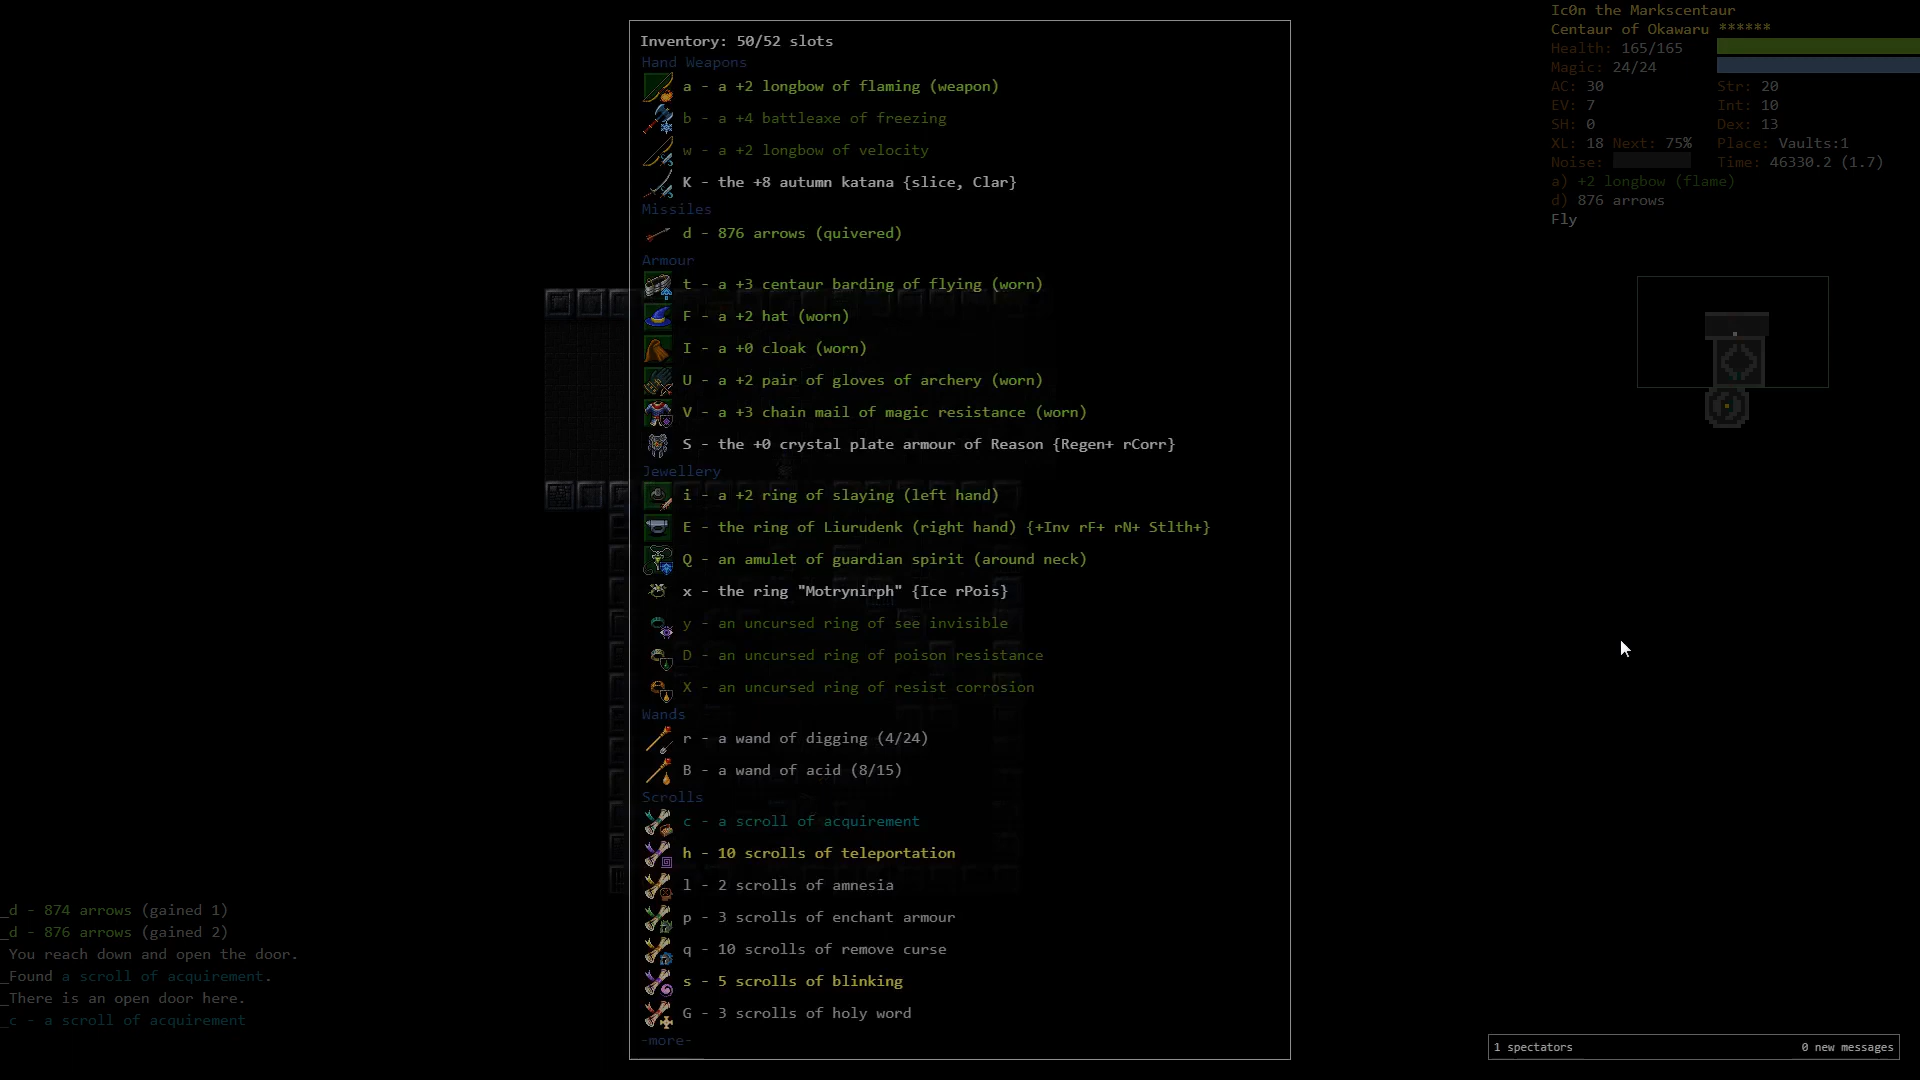 Inventory: 50/52 slots
Hand Weapons
a - a +2 longbow of flaming (weapon)
b - a +4 battleaxe of freezing
w - a +2 longbow of velocity
K - the +8 autumn katana {slice, Clar}
Missiles
d - 876 arrows (quivered)
Armour
t - a +3 centaur barding of flying (worn)
F - a +2 hat (worn)
I - a +0 cloak (worn)
U - a +2 pair of gloves of archery (worn)
V - a +3 chain mail of magic resistance (worn)
S - the +0 crystal plate armour of Reason {Regen+ rCorr}
Jewellery
i - a +2 ring of slaying (left hand)
E - the ring of Liurudenk (right hand) {+Inv rF+ rN+ Stlth+}
Q - an amulet of guardian spirit (around neck)
x - the ring "Motrynirph" {Ice rPois}
y - an uncursed ring of see invisible
D - an uncursed ring of poison resistance
X - an uncursed ring of resist corrosion
Wands
r - a wand of digging (4/24)
B - a wand of acid (8/15)
Scrolls
c - a scroll of acquirement
h - 10 scrolls of teleportation
l - 2 scrolls of amnesia
p - 3 scrolls of enchant armour
q - 10 scrolls of remove curse
s - 5 scrolls of blinking
G - 3 scrolls of holy word
-more-
Ic0n the Markscentaur
Centaur of Okawaru ******
Health: 165/165
Magic: 24/24
AC: 30 Str: 20
EV: 7 Int: 10
SH: 0 Dex: 13
XL: 18 Next: 75% Place: Vaults:1
Noise: Time: 46330.2 (1.7)
a) +2 longbow (flame)
d) 876 arrows
Fly
_d - 874 arrows (gained 1)
_d - 876 arrows (gained 2)
You reach down and open the door.
_Found a scroll of acquirement.
_There is an open door here.
_c - a scroll of acquirement
1 spectators 0 new messages